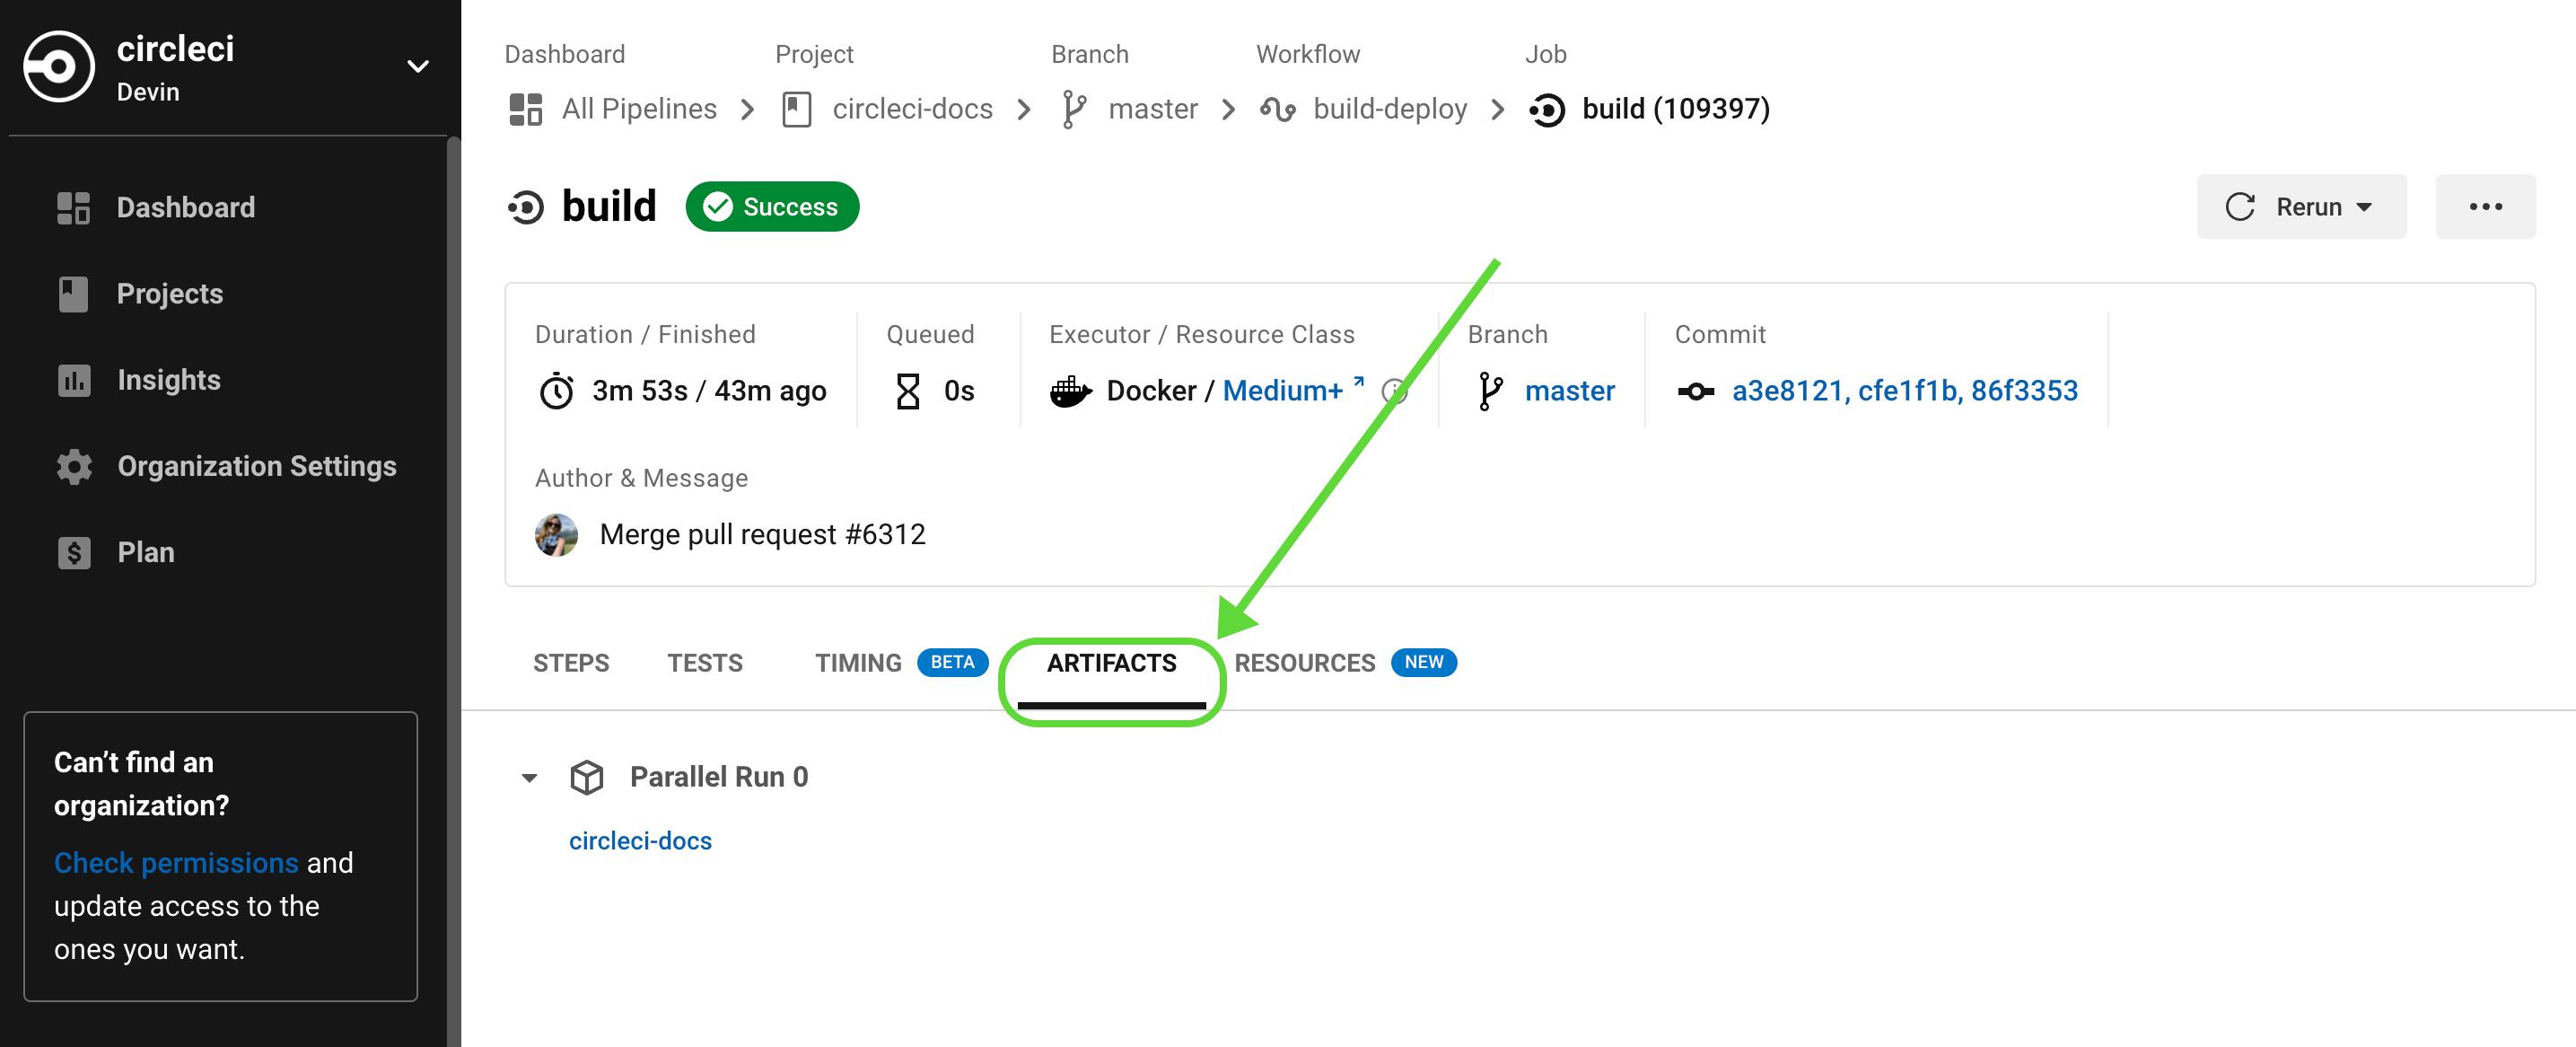 circleci
Devin
Dashboard
Projects
Insights
Organization Settings
Plan
Can't find an
organization?
Check permissions and
update access to the
ones you want.
Dashboard Project Branch Workflow Job
All Pipelines circleci-docs master build-deploy build (109397)
build Success Rerun
Duration / Finished Queued Executor / Resource Class Branch Commit
3m 53s / 43m ago 0s Docker / Medium+ master a3e8121, cfe1f1b, 86f3353
Author & Message
Merge pull request #6312
STEPS TESTS TIMING BETA ARTIFACTS RESOURCES NEW
Parallel Run 0
circleci-docs